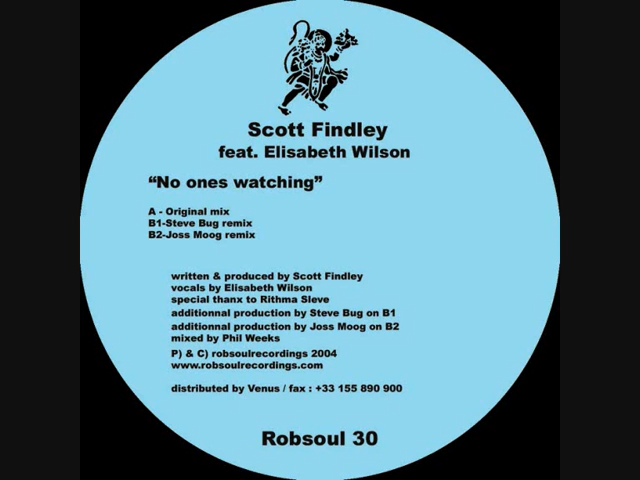 Scott Findley
feat. Elisabeth Wilson
“No ones watching”
A - Original mix
B1-Steve Bug remix
B2-Joss Moog remix
written & produced by Scott Findley
vocals by Elisabeth Wilson
special thanx to Rithma Sleve
additionnal production by Steve Bug on B1
additionnal production by Joss Moog on B2
mixed by Phil Weeks
P) & C) robsoulrecordings 2004
www.robsoulrecordings.com
distributed by Venus / fax : +33 155 890 900
Robsoul 30